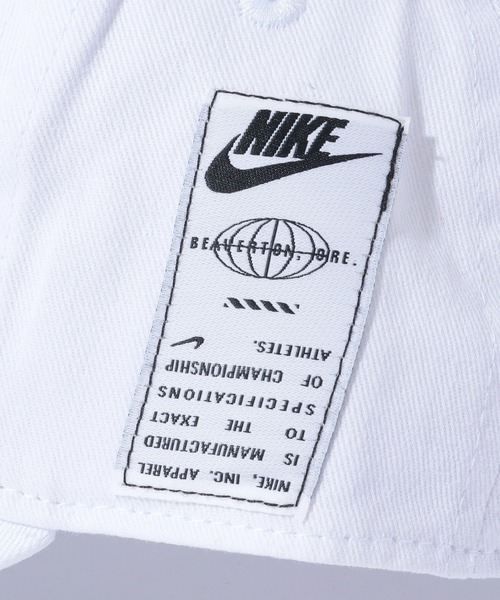 NIKE
BEAVERTON, ORE.
NIKE, INC. APPAREL
IS MANUFACTURED
TO THE EXACT
SPECIFICATIONS
OF CHAMPIONSHIP
ATHLETES.